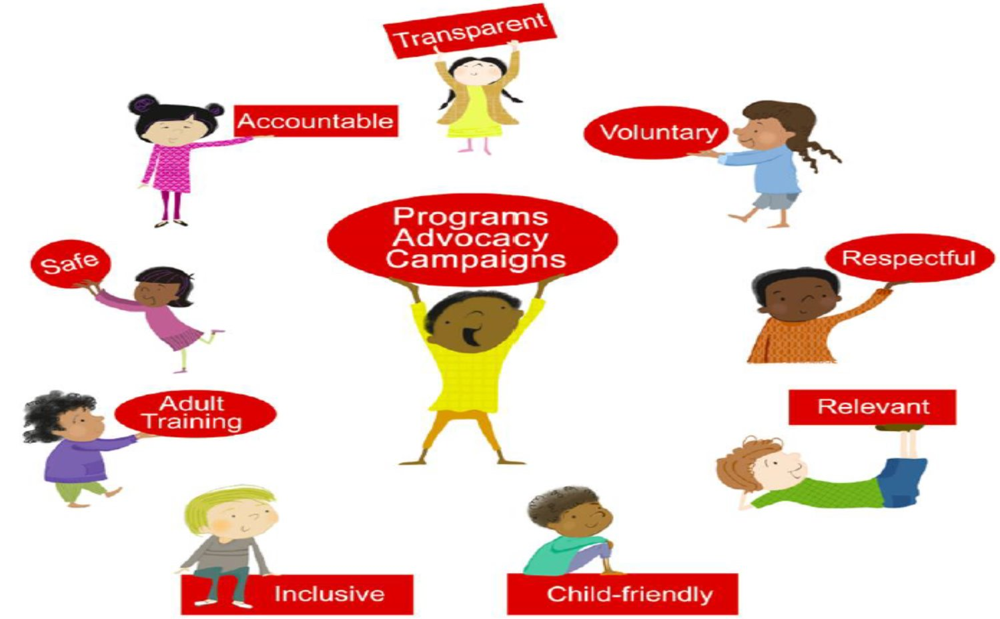 Transparent
Accountable
Voluntary
Programs
Advocacy
Campaigns
Safe
Respectful
Adult
Training
Relevant
Inclusive
Child-friendly